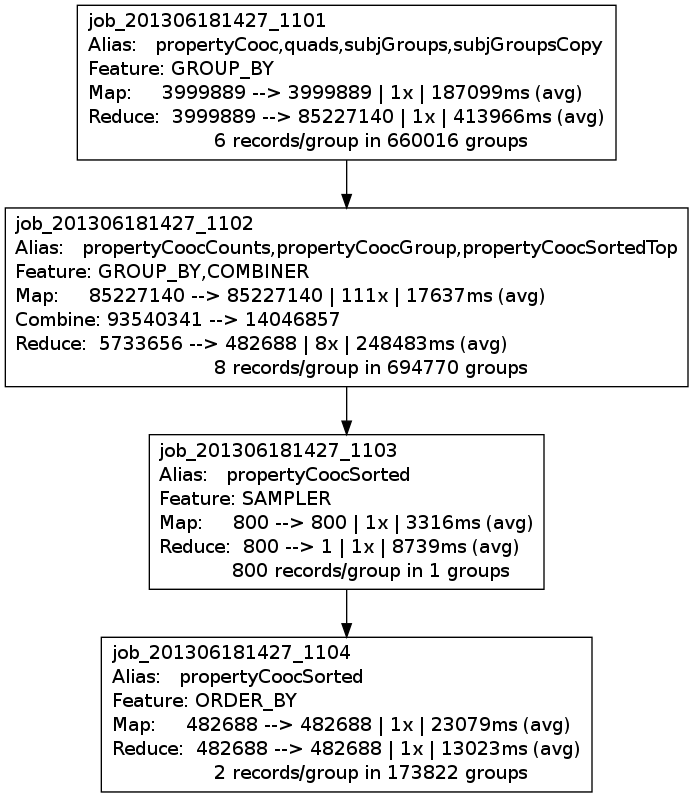 job_201306181427_1101
Alias: propertyCooc,quads,subjGroups,subjGroupsCopy
Feature: GROUP_BY
Map: 3999889 --> 3999889 | 1x | 187099ms (avg)
Reduce: 3999889 --> 85227140 | 1x | 413966ms (avg)
6 records/group in 660016 groups
job_201306181427_1102
Alias: propertyCoocCounts,propertyCoocGroup,propertyCoocSortedTop
Feature: GROUP_BY,COMBINER
Map: 85227140 --> 85227140 | 111x | 17637ms (avg)
Combine: 93540341 --> 14046857
Reduce: 5733656 --> 482688 | 8x | 248483ms (avg)
8 records/group in 694770 groups
job_201306181427_1103
Alias: propertyCoocSorted
Feature: SAMPLER
Map: 800 --> 800 | 1x | 3316ms (avg)
Reduce: 800 --> 1 | 1x | 8739ms (avg)
800 records/group in 1 groups
job_201306181427_1104
Alias: propertyCoocSorted
Feature: ORDER_BY
Map: 482688 --> 482688 | 1x | 23079ms (avg)
Reduce: 482688 --> 482688 | 1x | 13023ms (avg)
2 records/group in 173822 groups